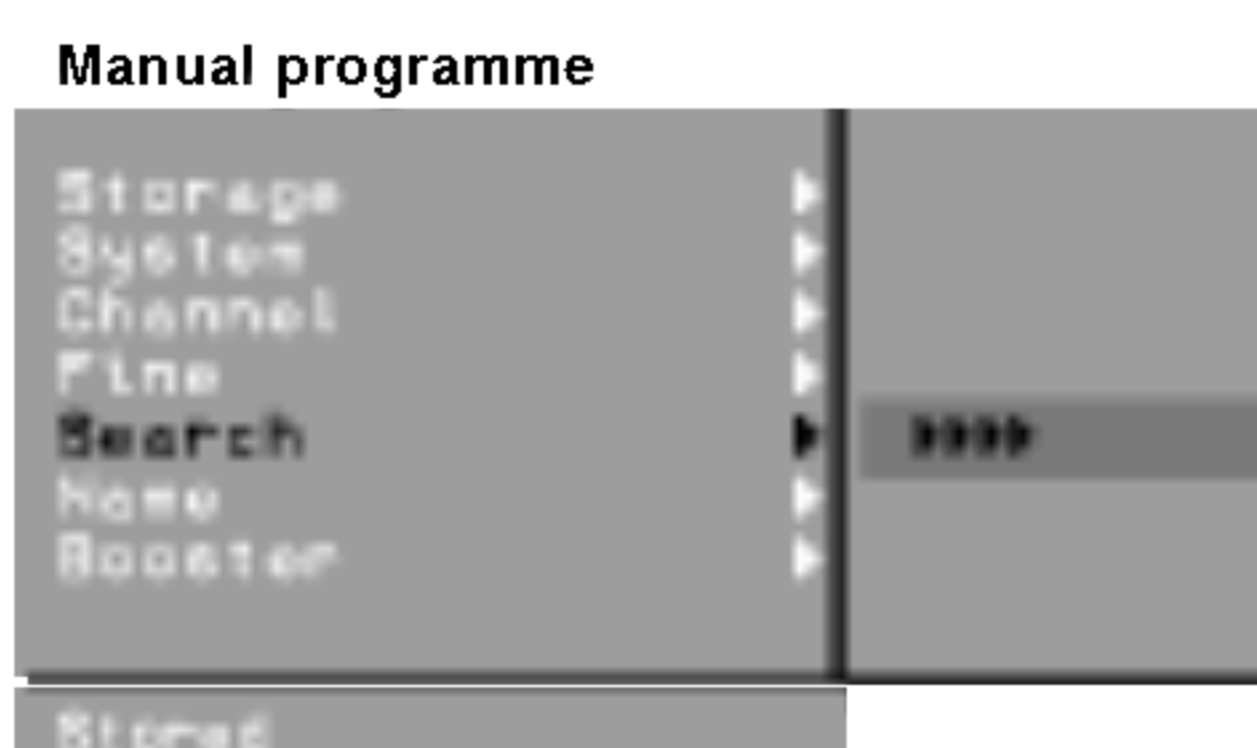 Manual programme
Storage
System
Channel
Fine
Search
Name
Booster
Stored